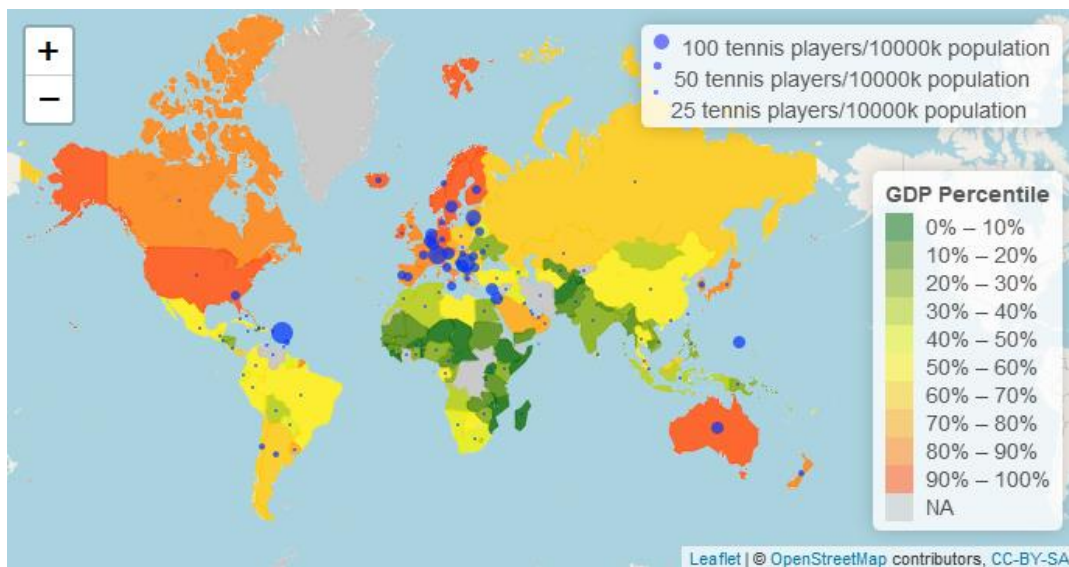 +
−
100 tennis players/10000k population
50 tennis players/10000k population
25 tennis players/10000k population
GDP Percentile
0% – 10%
10% – 20%
20% – 30%
30% – 40%
40% – 50%
50% – 60%
60% – 70%
70% – 80%
80% – 90%
90% – 100%
NA
Leaflet | © OpenStreetMap contributors, CC-BY-SA